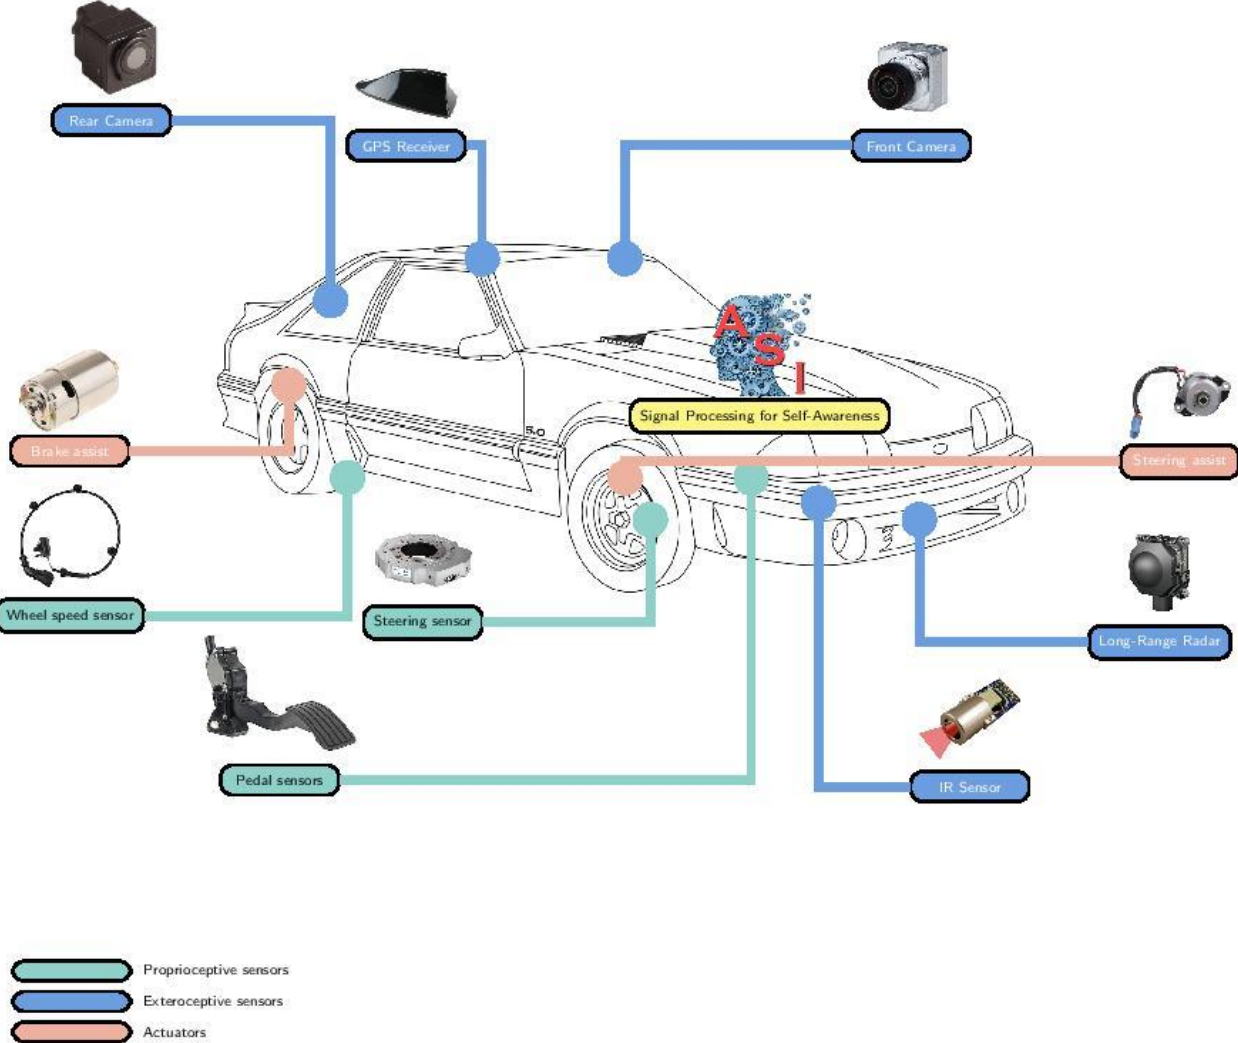 Rear Camera
GPS Receiver
Front Camera
A
S
I
Signal Processing for Self-Awareness
5.0
Brake assist
Steering assist
Wheel speed sensor
Steering sensor
Long-Range Radar
Pedal sensors
IR Sensor
Proprioceptive sensors
Exteroceptive sensors
Actuators